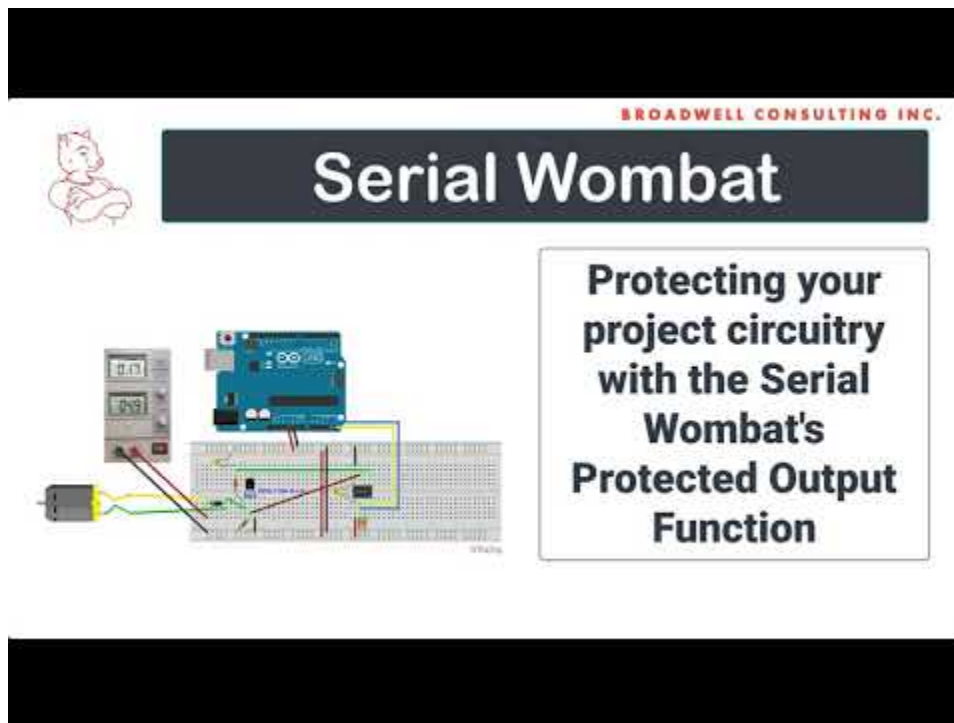 BROADWELL CONSULTING INC.
Serial Wombat
Protecting your
project circuitry
with the Serial
Wombat's
Protected Output
Function